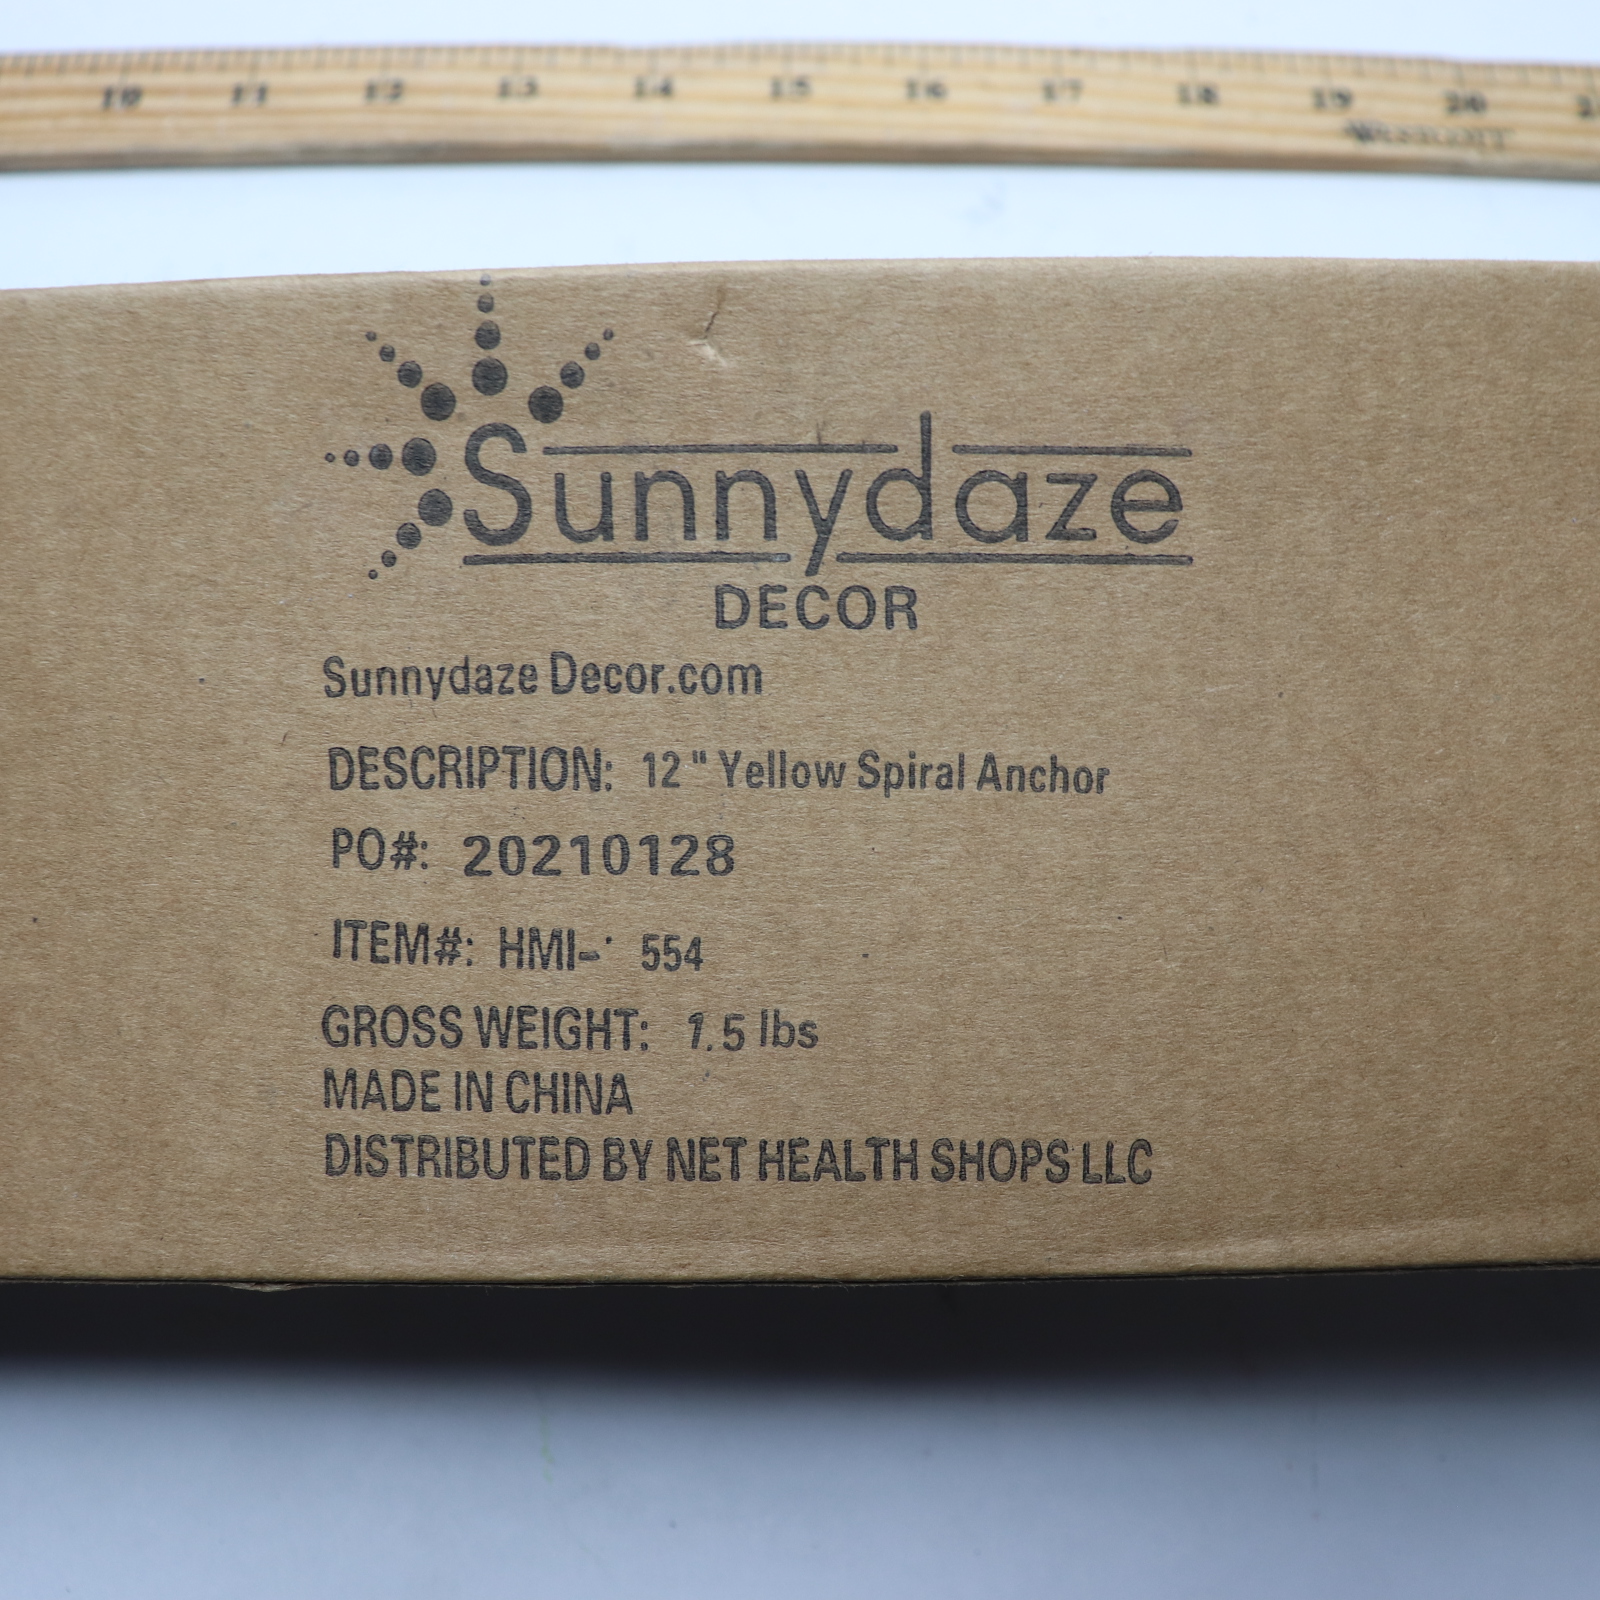 10 11 12 13 14 15 16 17 18 19 20
WESTCOTT
Sunnydaze
DECOR
Sunnydaze Decor.com
DESCRIPTION: 12" Yellow Spiral Anchor
PO#: 20210128
ITEM#: HMI- 554
GROSS WEIGHT: 1.5 lbs
MADE IN CHINA
DISTRIBUTED BY NET HEALTH SHOPS LLC